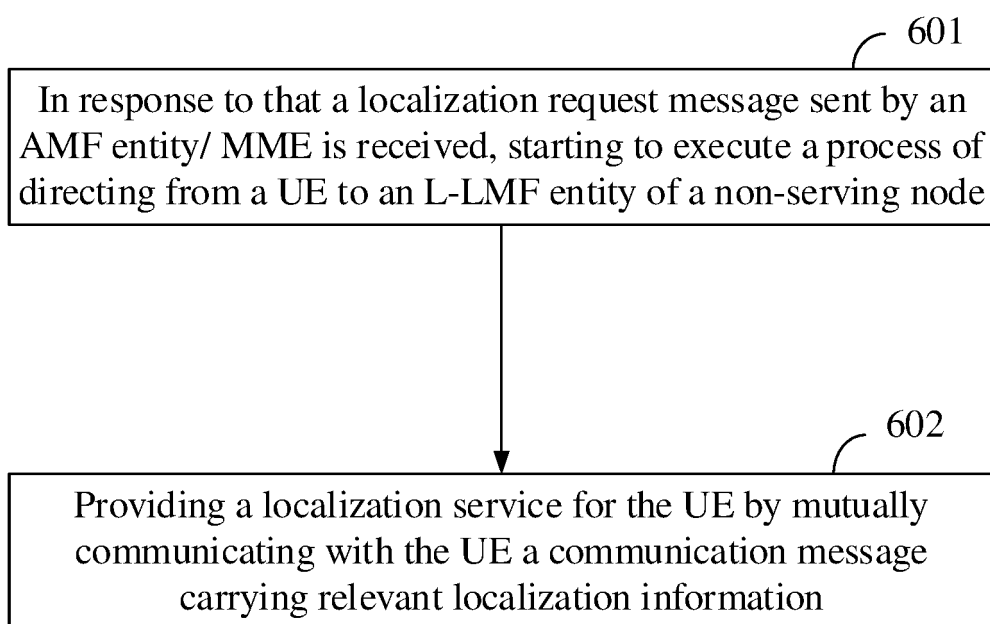 601
In response to that a localization request message sent by an
AMF entity/ MME is received, starting to execute a process of
directing from a UE to an L-LMF entity of a non-serving node
602
Providing a localization service for the UE by mutually
communicating with the UE a communication message
carrying relevant localization information